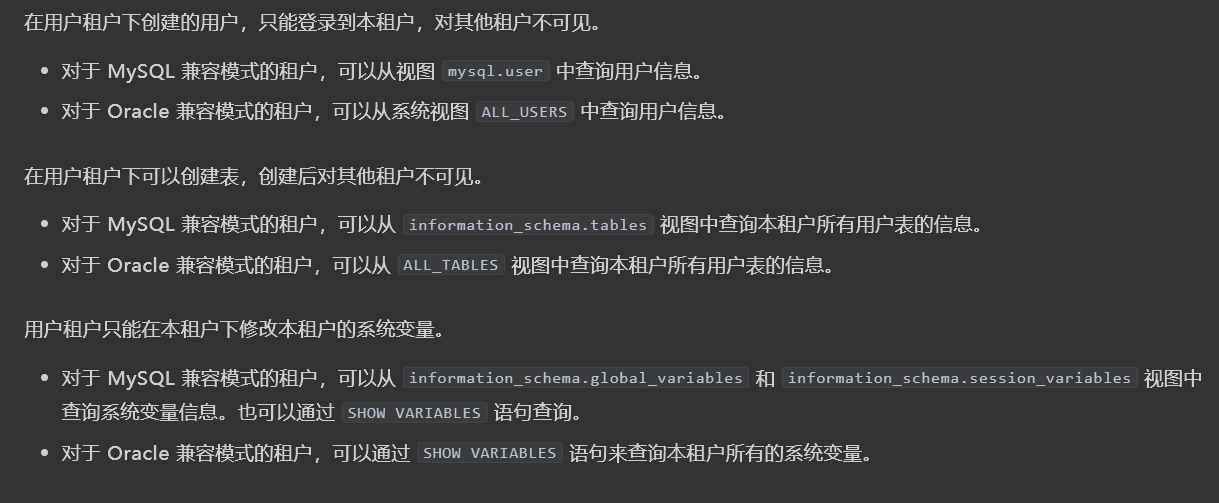 在用户租户下创建的用户，只能登录到本租户，对其他租户不可见。
• 对于 MySQL 兼容模式的租户，可以从视图 mysql.user 中查询用户信息。
• 对于 Oracle 兼容模式的租户，可以从系统视图 ALL_USERS 中查询用户信息。
在用户租户下可以创建表，创建后对其他租户不可见。
• 对于 MySQL 兼容模式的租户，可以从 information_schema.tables 视图中查询本租户所有用户表的信息。
• 对于 Oracle 兼容模式的租户，可以从 ALL_TABLES 视图中查询本租户所有用户表的信息。
用户租户只能在本租户下修改本租户的系统变量。
• 对于 MySQL 兼容模式的租户，可以从 information_schema.global_variables 和 information_schema.session_variables 视图中
查询系统变量信息。也可以通过 SHOW VARIABLES 语句查询。
• 对于 Oracle 兼容模式的租户，可以通过 SHOW VARIABLES 语句来查询本租户所有的系统变量。